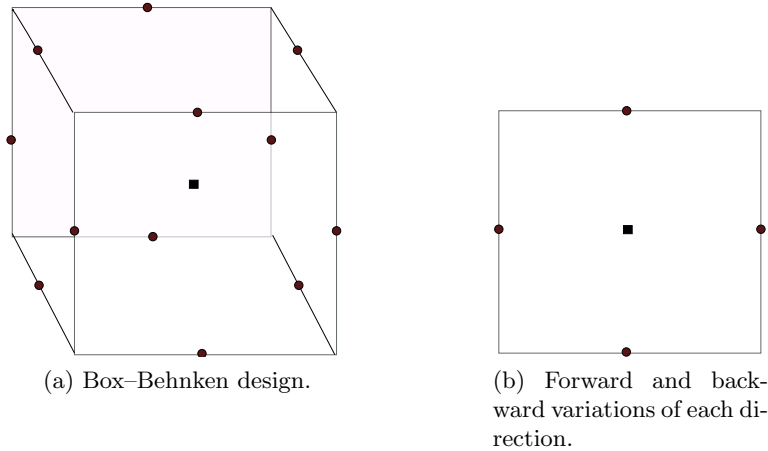 (a) Box–Behnken design.
(b) Forward and back-
ward variations of each di-
rection.